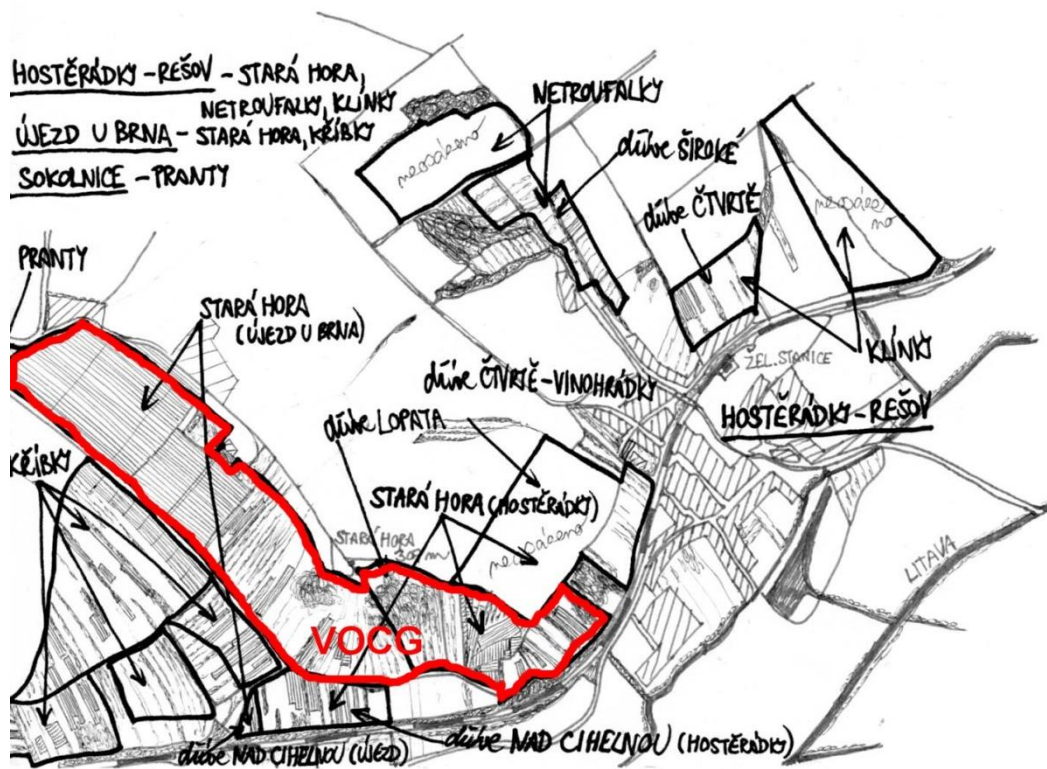 HOSTĚRÁDKY-REŠOV - STARÁ HORA,
NETROUFALKY, KLÍNKY
ÚJEZD U BRNA - STARÁ HORA, KŘÍBKY
SOKOLNICE - PRANTY
NETROUFALKY
neosázeno
dříve ŠIROKÉ
dříve ČTVRTĚ
neosázeno
PRANTY
STARÁ HORA
(ÚJEZD U BRNA)
KLÍNKY
ŽEL. STANICE
dříve ČTVRTĚ-VINOHRÁDKY
HOSTĚRÁDKY-REŠOV
dříve LOPATA
KŘÍBKY
STARÁ HORA (HOSTĚRÁDKY)
STARÁ HORA
neosázeno
LITAVA
VOCG
dříve NAD CIHELNOU (ÚJEZD)
dříve NAD CIHELNOU (HOSTĚRÁDKY)